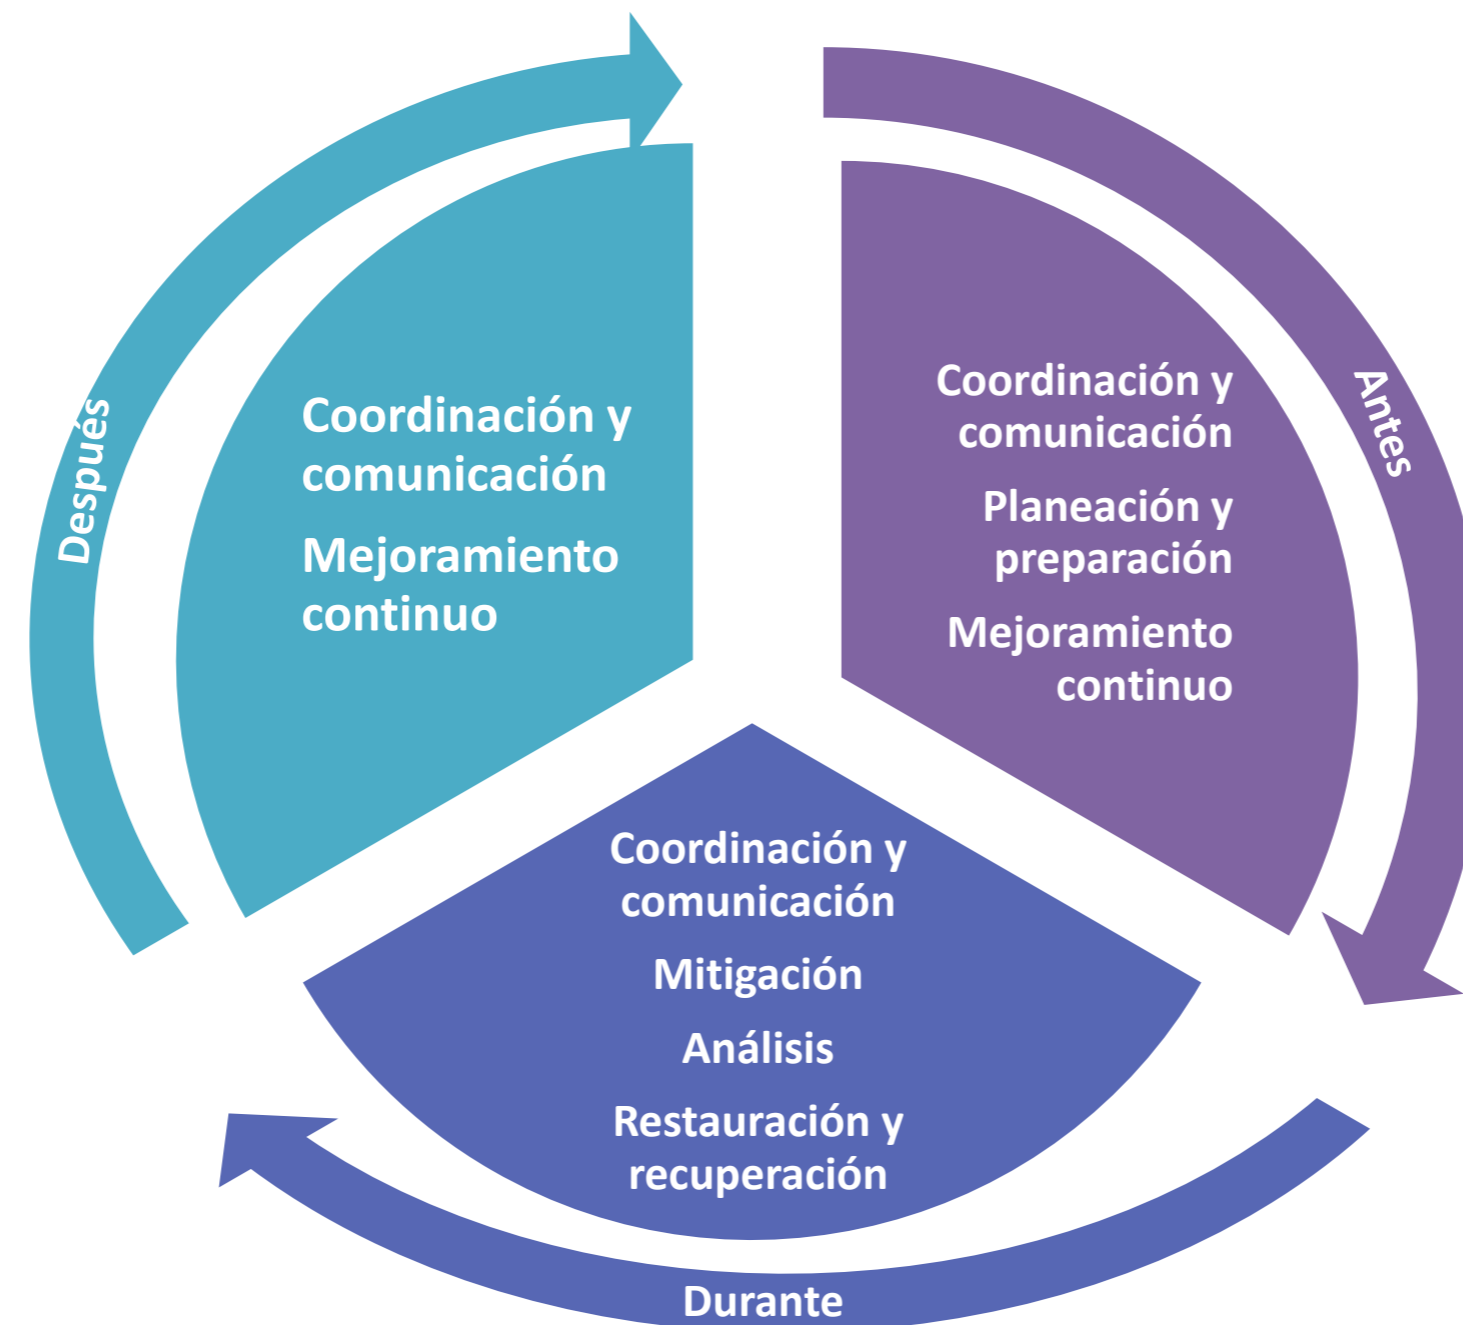 Antes
Coordinación y
comunicación
Planeación y
preparación
Mejoramiento
continuo
Durante
Coordinación y
comunicación
Mitigación
Análisis
Restauración y
recuperación
Después
Coordinación y
comunicación
Mejoramiento
continuo